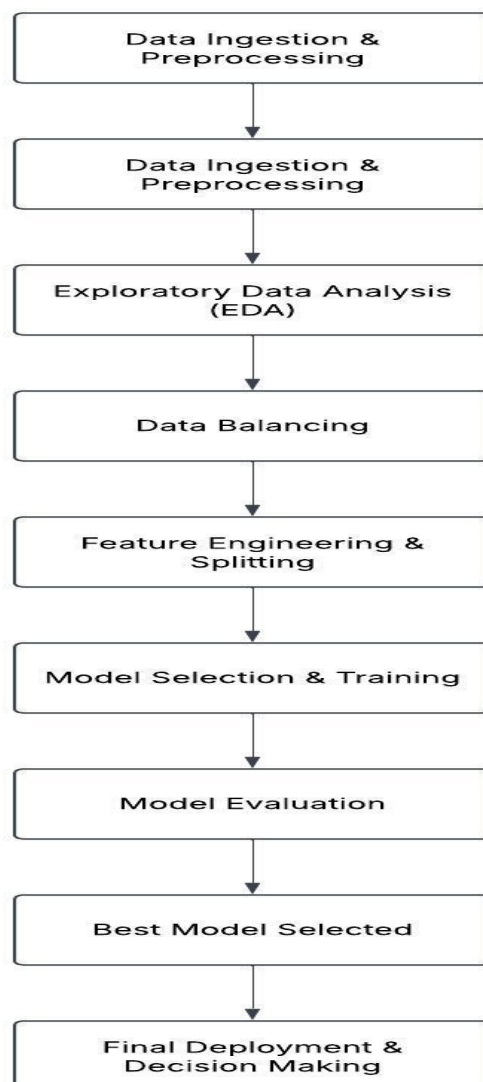 Data Ingestion &
Preprocessing
Data Ingestion &
Preprocessing
Exploratory Data Analysis
(EDA)
Data Balancing
Feature Engineering &
Splitting
Model Selection & Training
Model Evaluation
Best Model Selected
Final Deployment &
Decision Making